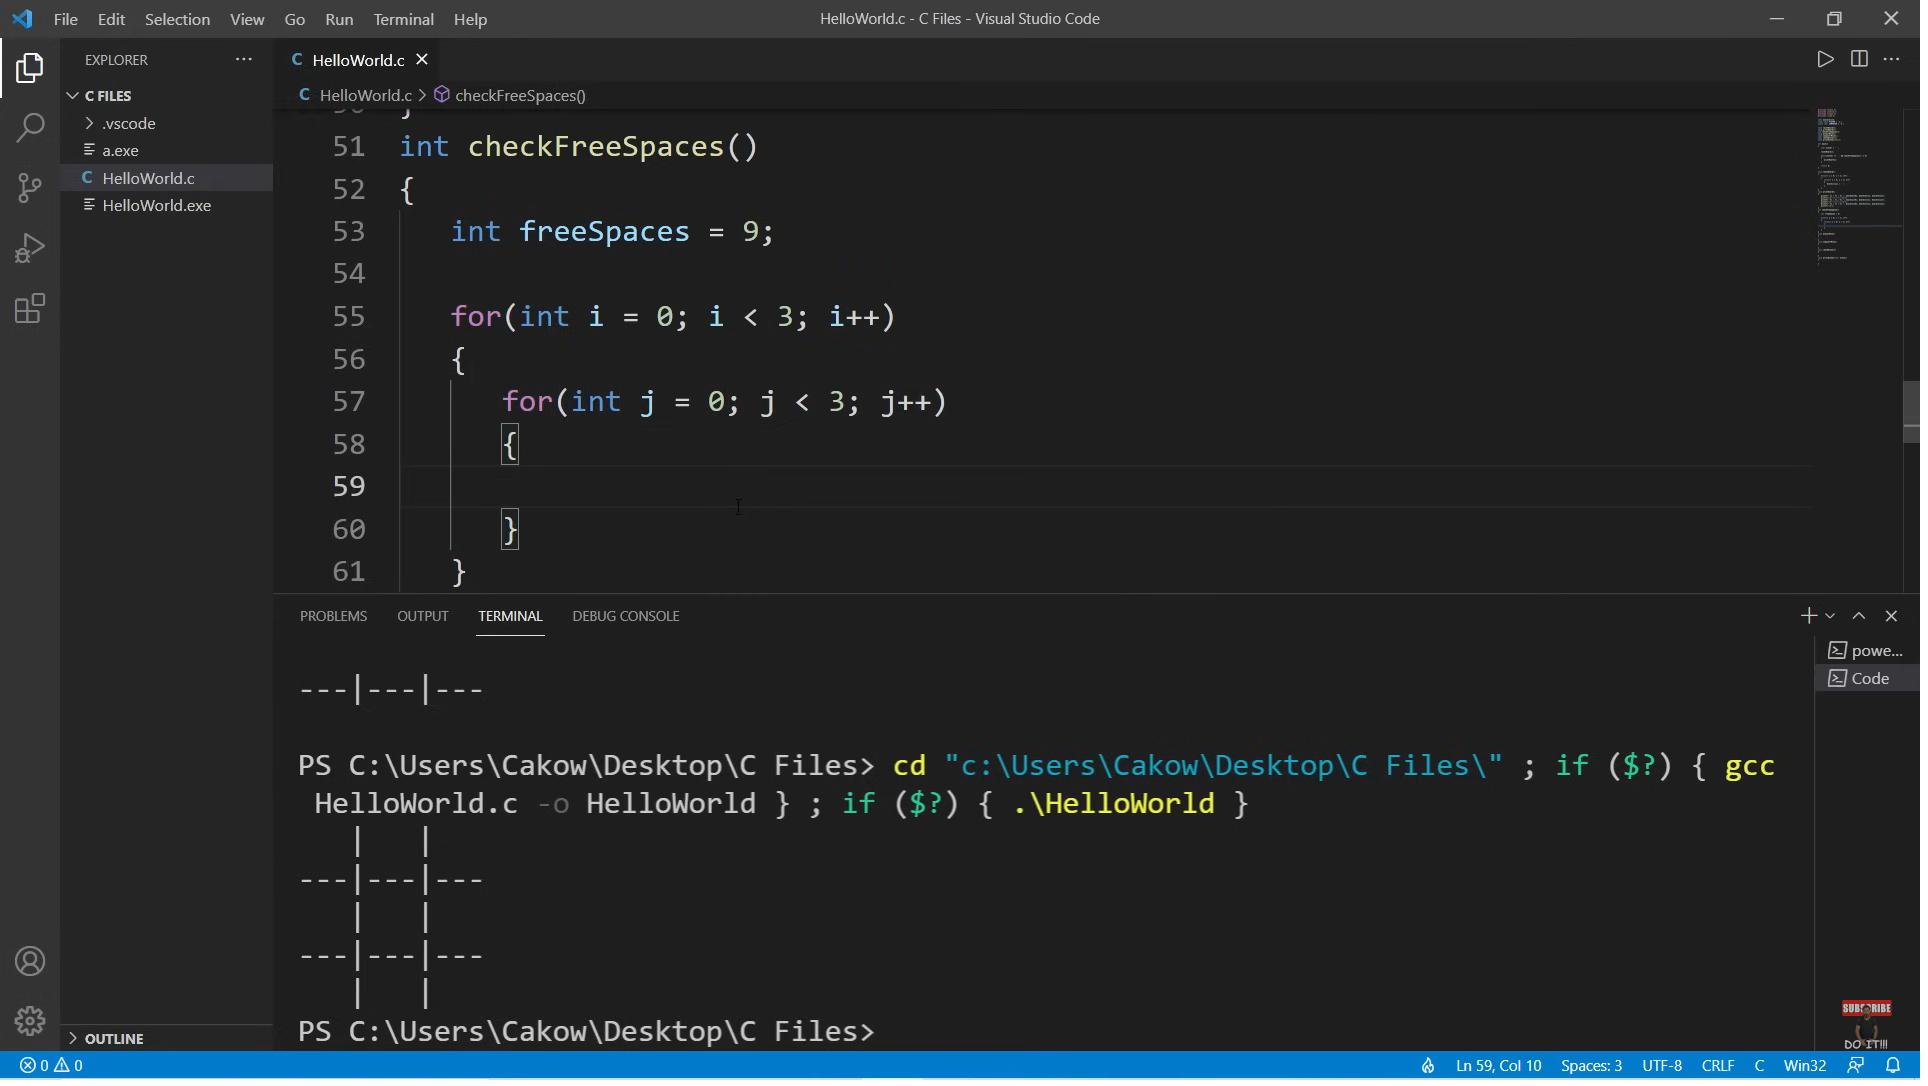 File Edit Selection View Go Run Terminal Help
HelloWorld.c - C Files - Visual Studio Code
EXPLORER
C FILES
.vscode
a.exe
C HelloWorld.c
HelloWorld.exe
OUTLINE
C HelloWorld.c
C HelloWorld.c > checkFreeSpaces()
51 int checkFreeSpaces()
52 {
53 int freeSpaces = 9;
54
55 for(int i = 0; i < 3; i++)
56 {
57 for(int j = 0; j < 3; j++)
58 {
59
60 }
61 }
PROBLEMS OUTPUT TERMINAL DEBUG CONSOLE
powe...
Code
---|---|---
PS C:\Users\Cakow\Desktop\C Files> cd "c:\Users\Cakow\Desktop\C Files\" ; if ($?) { gcc
HelloWorld.c -o HelloWorld } ; if ($?) { .\HelloWorld }
| |
---|---|---
| |
---|---|---
| |
PS C:\Users\Cakow\Desktop\C Files>
SUBSCRIBE
DO IT!!!
0 0
Ln 59, Col 10 Spaces: 3 UTF-8 CRLF C Win32